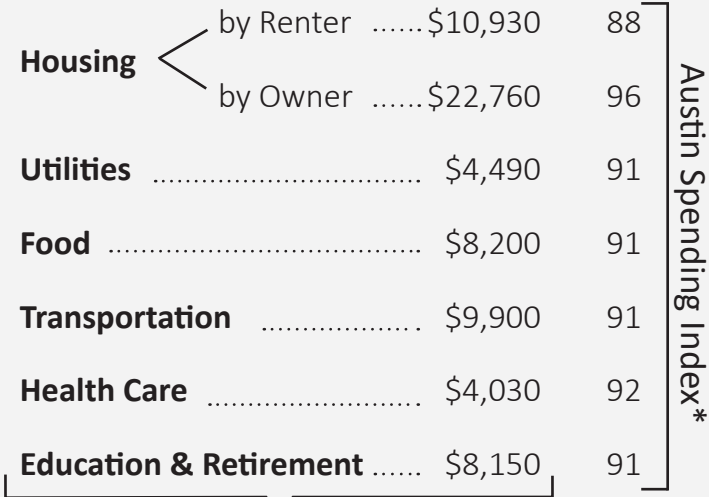 by Renter ...... $10,930 88
Housing
by Owner ...... $22,760 96
Utilities ................................ $4,490 91
Food ..................................... $8,200 91
Transportation ................... $9,900 91
Health Care ......................... $4,030 92
Education & Retirement ...... $8,150 91
Austin Spending Index*